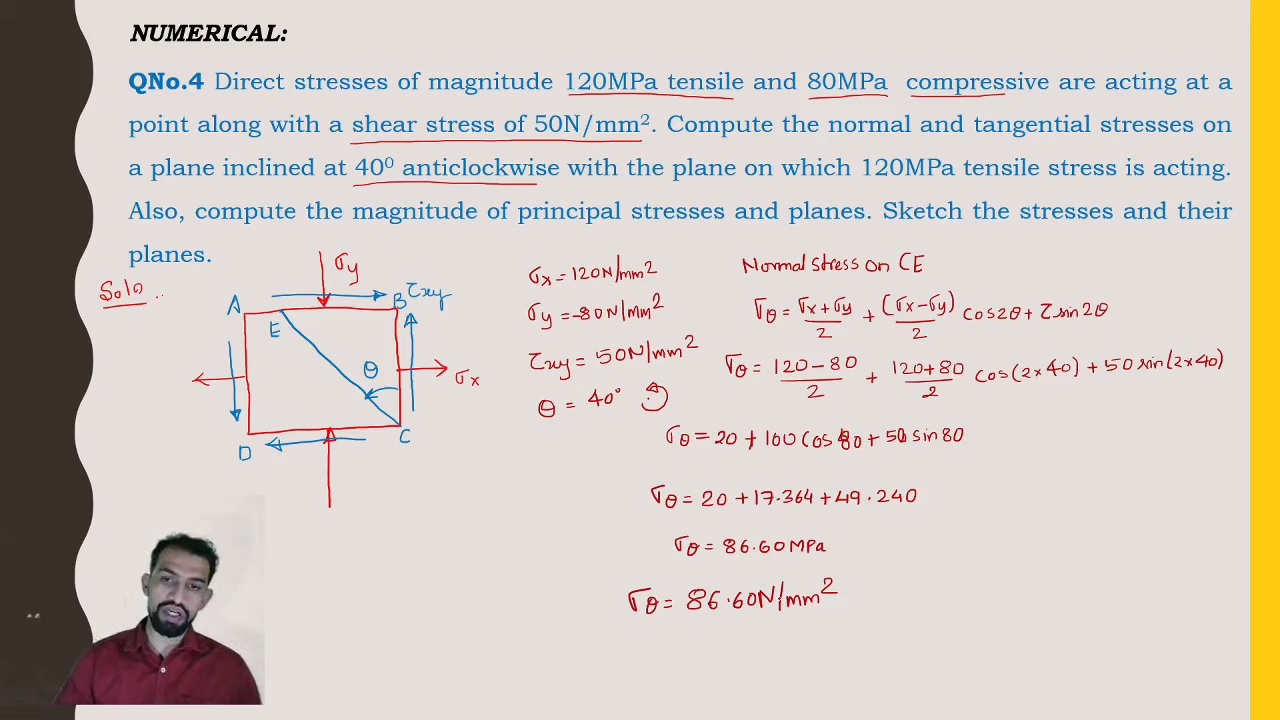 NUMERICAL:
QNo.4 Direct stresses of magnitude 120MPa tensile and 80MPa compressive are acting at a
point along with a shear stress of 50N/mm². Compute the normal and tangential stresses on
a plane inclined at 40⁰ anticlockwise with the plane on which 120MPa tensile stress is acting.
Also, compute the magnitude of principal stresses and planes. Sketch the stresses and their
planes.
Soln :.
σy
A
B
τxy
E
θ
σx
D
C
σx = 120N/mm²
σy = -80N/mm²
τxy = 50N/mm²
θ = 40°
Normal stress on CE
σθ = σx+σy/2 + (σx-σy)/2 cos2θ + τ sin2θ
σθ = 120-80/2 + 120+80/2 cos(2×40) + 50 sin(2×40)
σθ = 20 + 100 cos 80 + 50 sin 80
σθ = 20 + 17.364 + 49.240
σθ = 86.60MPa
σθ = 86.60N/mm²